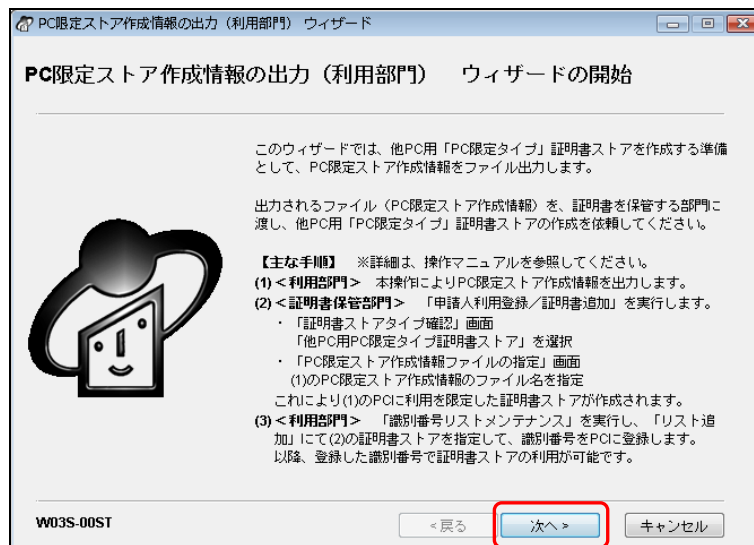 PC限定ストア作成情報の出力（利用部門） ウィザード
PC限定ストア作成情報の出力（利用部門） ウィザードの開始
このウィザードでは、他PC用「PC限定タイプ」証明書ストアを作成する準備
として、PC限定ストア作成情報をファイル出力します。
出力されるファイル（PC限定ストア作成情報）を、証明書を保管する部門に
渡し、他PC用「PC限定タイプ」証明書ストアの作成を依頼してください。
【主な手順】 ※詳細は、操作マニュアルを参照してください。
(1)＜利用部門＞ 本操作によりPC限定ストア作成情報を出力します。
(2)＜証明書保管部門＞ 「申請人利用登録／証明書追加」を実行します。
・「証明書ストアタイプ確認」画面
「他PC用PC限定タイプ証明書ストア」を選択
・「PC限定ストア作成情報ファイルの指定」画面
(1)のPC限定ストア作成情報のファイル名を指定
これにより(1)のPCに利用を限定した証明書ストアが作成されます。
(3)＜利用部門＞ 「識別番号リストメンテナンス」を実行し、「リスト追
加」にて(2)の証明書ストアを指定して、識別番号をPCに登録します。
以降、登録した識別番号で証明書ストアの利用が可能です。
W03S-00ST
＜戻る 次へ＞ キャンセル